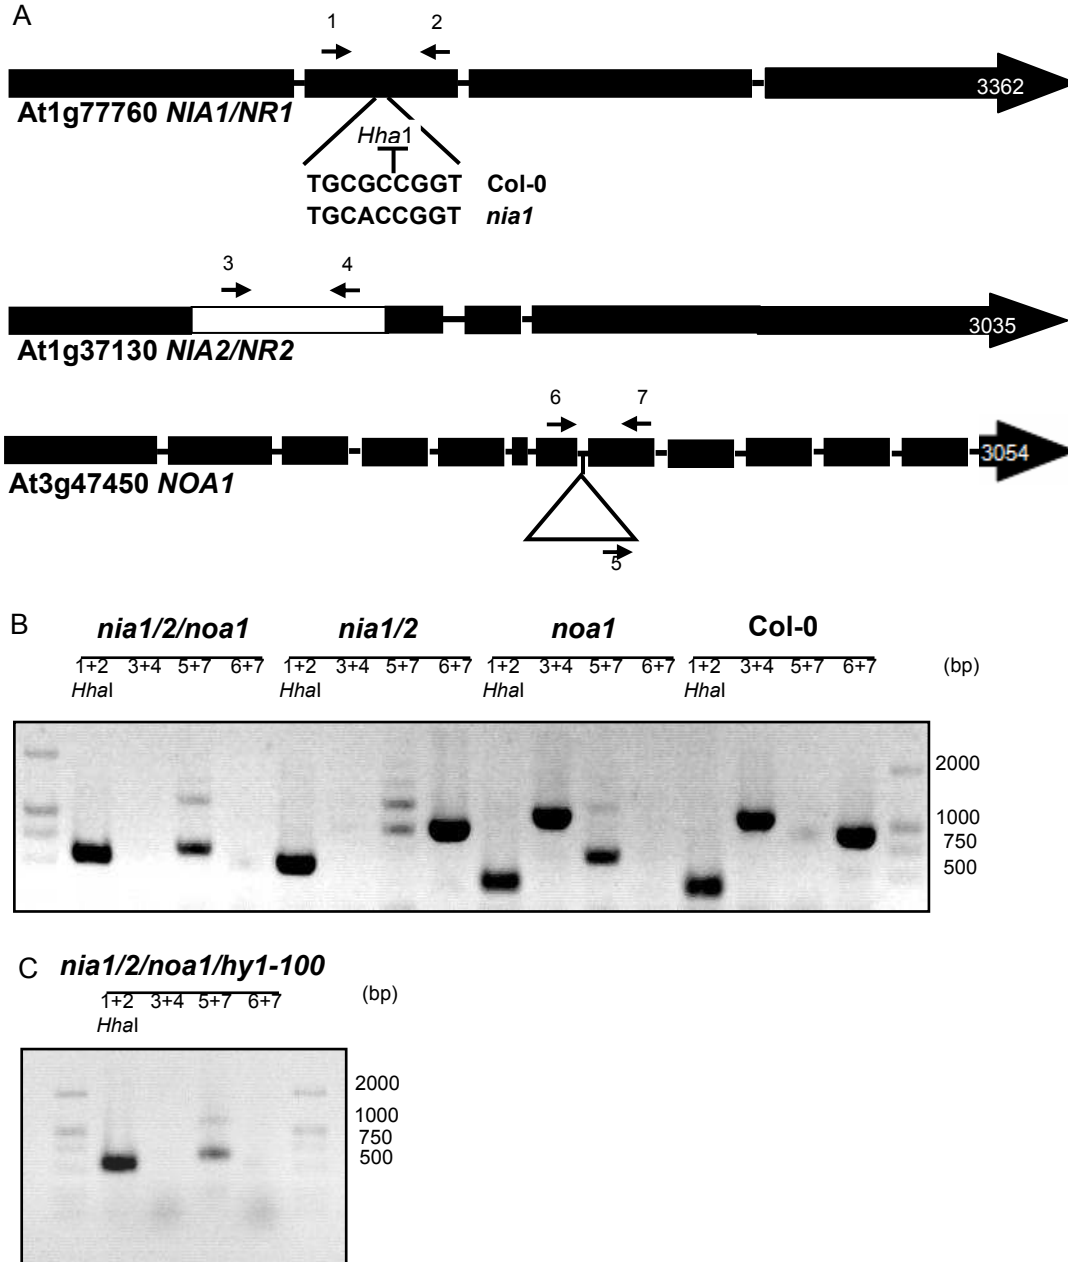 A
1 2
3362
At1g77760 NIA1/NR1
Hha1
TGCGCCGGT Col-0
TGCACCGGT nia1
3 4
3035
At1g37130 NIA2/NR2
6 7
3054
At3g47450 NOA1
5
B
nia1/2/noa1 nia1/2 noa1 Col-0
1+2 3+4 5+7 6+7 1+2 3+4 5+7 6+7 1+2 3+4 5+7 6+7 1+2 3+4 5+7 6+7 (bp)
HhaI HhaI HhaI HhaI
2000
1000
750
500
C nia1/2/noa1/hy1-100
1+2 3+4 5+7 6+7 (bp)
HhaI
2000
1000
750
500